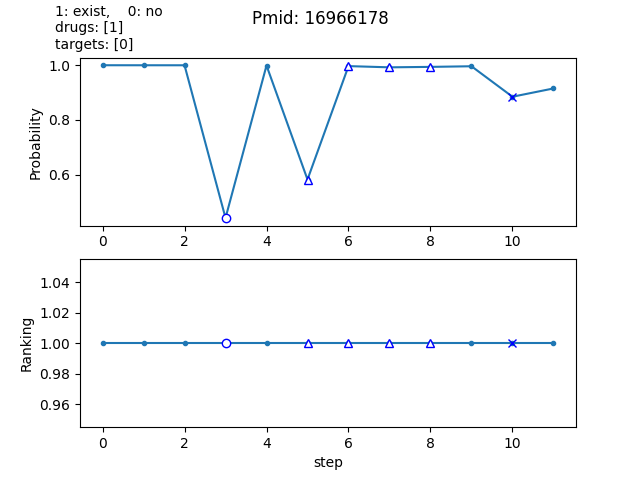 1: exist,    0: no
drugs: [1]
targets: [0]
Pmid: 16966178
Probability
1.0
0.8
0.6
0 2 4 6 8 10
Ranking
1.04
1.02
1.00
0.98
0.96
0 2 4 6 8 10
step